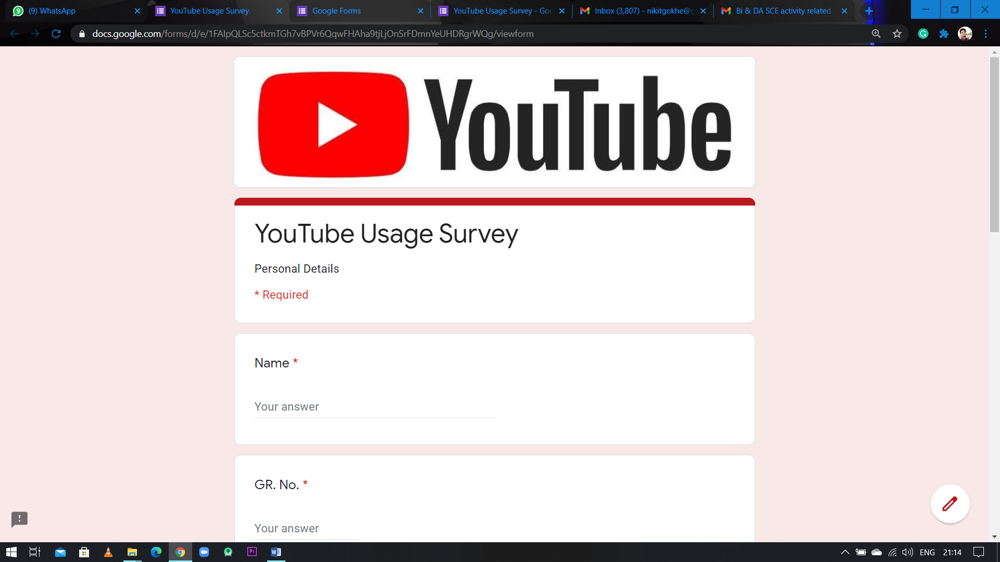 (9) WhatsApp
YouTube Usage Survey
Google Forms
YouTube Usage Survey - Goo
Inbox (3,807) - nikitgokhe@g
Bi & DA SCE activity related -
docs.google.com/forms/d/e/1FAIpQLSc5ctkmTGh7vBPVr6QqwFHAha9tjLjOnSrFDmnYeUHDRgrWQg/viewform
YouTube
YouTube Usage Survey
Personal Details
* Required
Name *
Your answer
GR. No. *
Your answer
Pr
ENG
21:14